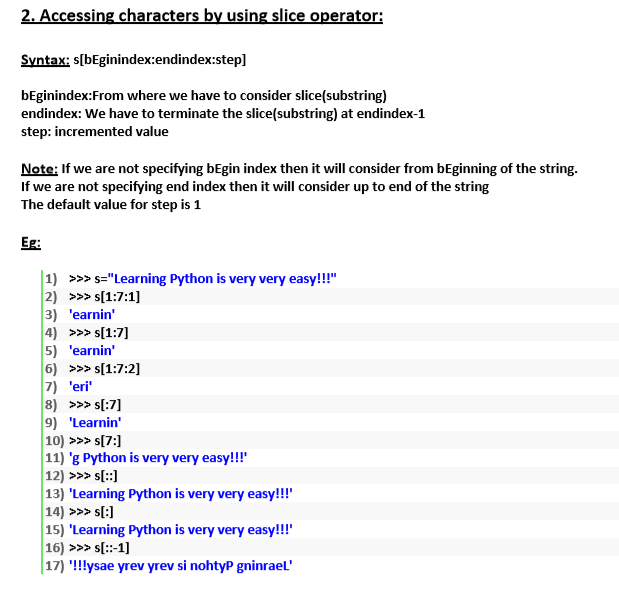 2. Accessing characters by using slice operator:
Syntax: s[bEginindex:endindex:step]
bEginindex:From where we have to consider slice(substring)
endindex: We have to terminate the slice(substring) at endindex-1
step: incremented value
Note: If we are not specifying bEgin index then it will consider from bEginning of the string.
If we are not specifying end index then it will consider up to end of the string
The default value for step is 1
Eg:
1) >>> s="Learning Python is very very easy!!!"
2) >>> s[1:7:1]
3) 'earnin'
4) >>> s[1:7]
5) 'earnin'
6) >>> s[1:7:2]
7) 'eri'
8) >>> s[:7]
9) 'Learnin'
10) >>> s[7:]
11) 'g Python is very very easy!!!'
12) >>> s[::]
13) 'Learning Python is very very easy!!!'
14) >>> s[:]
15) 'Learning Python is very very easy!!!'
16) >>> s[::-1]
17) '!!!ysae yrev yrev si nohtyP gninraeL'